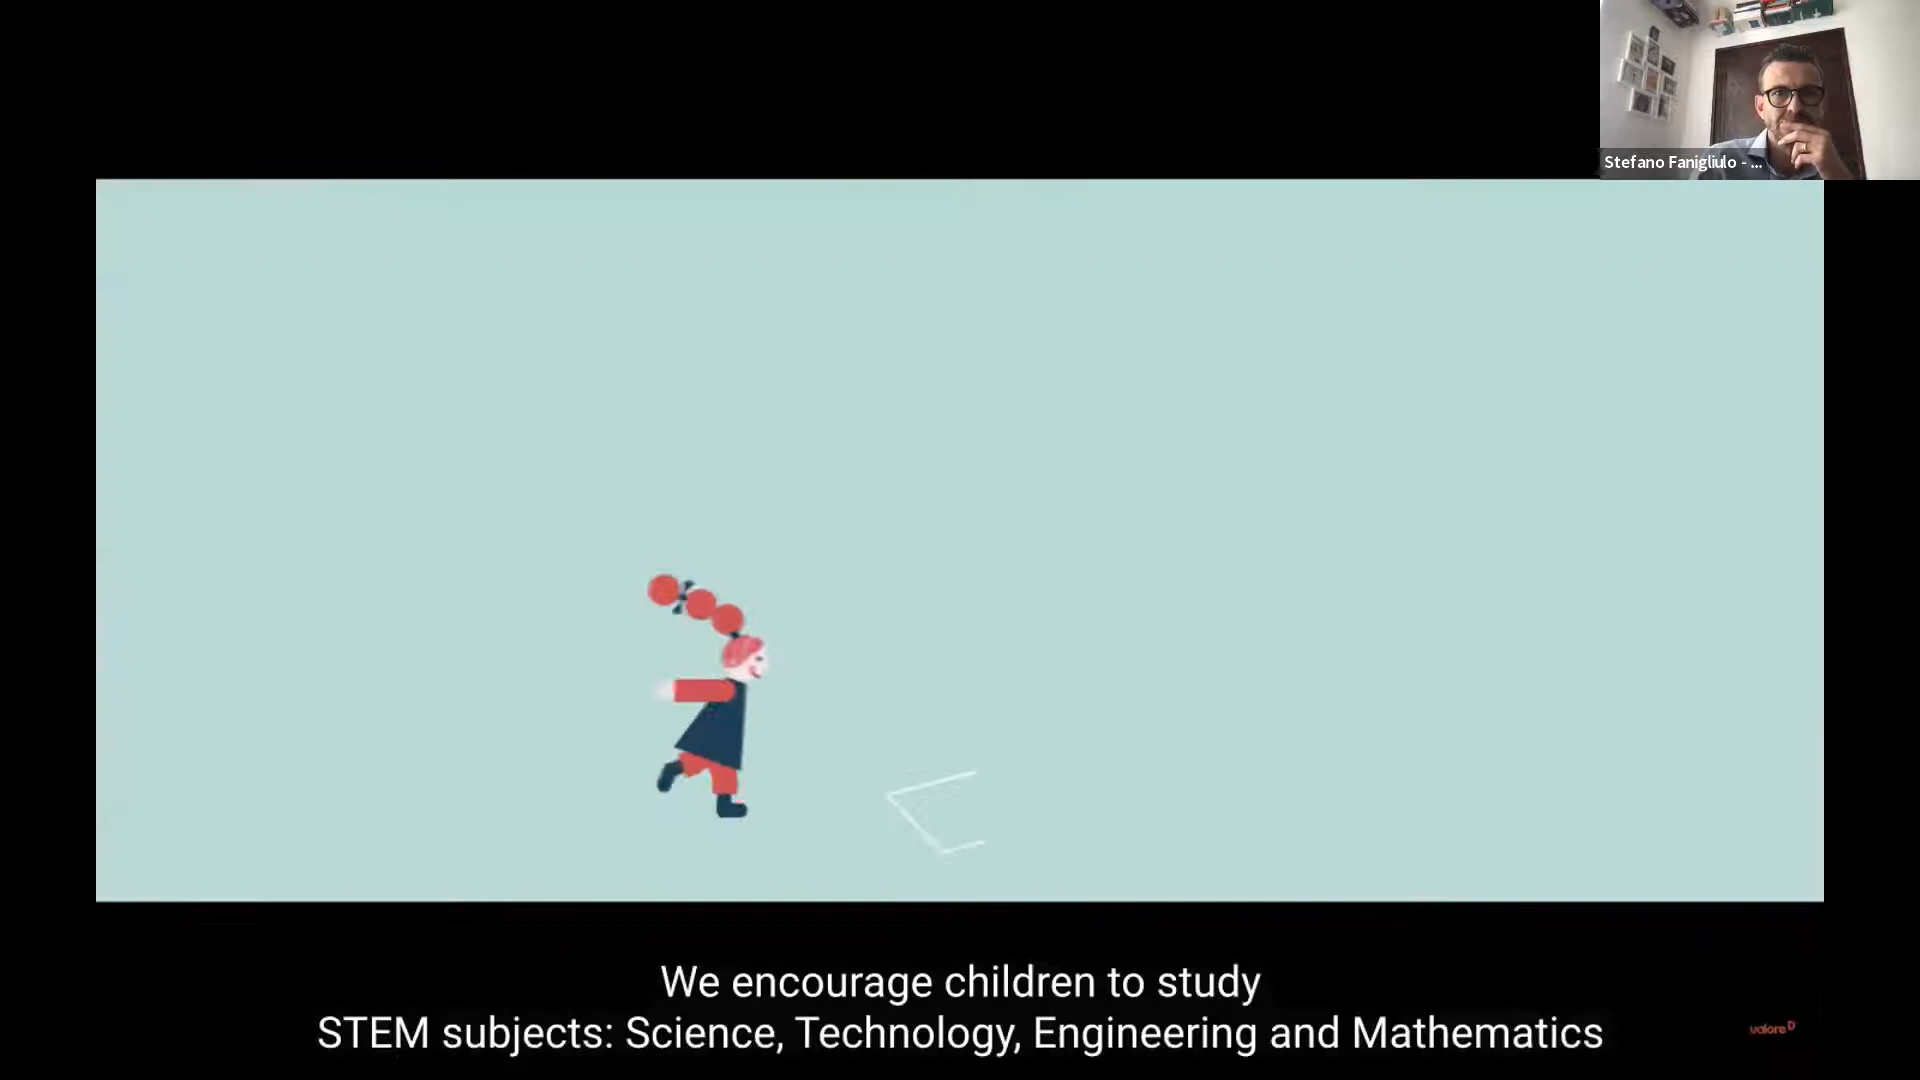 Stefano Fanigliulo - ...
We encourage children to study
STEM subjects: Science, Technology, Engineering and Mathematics
valore D